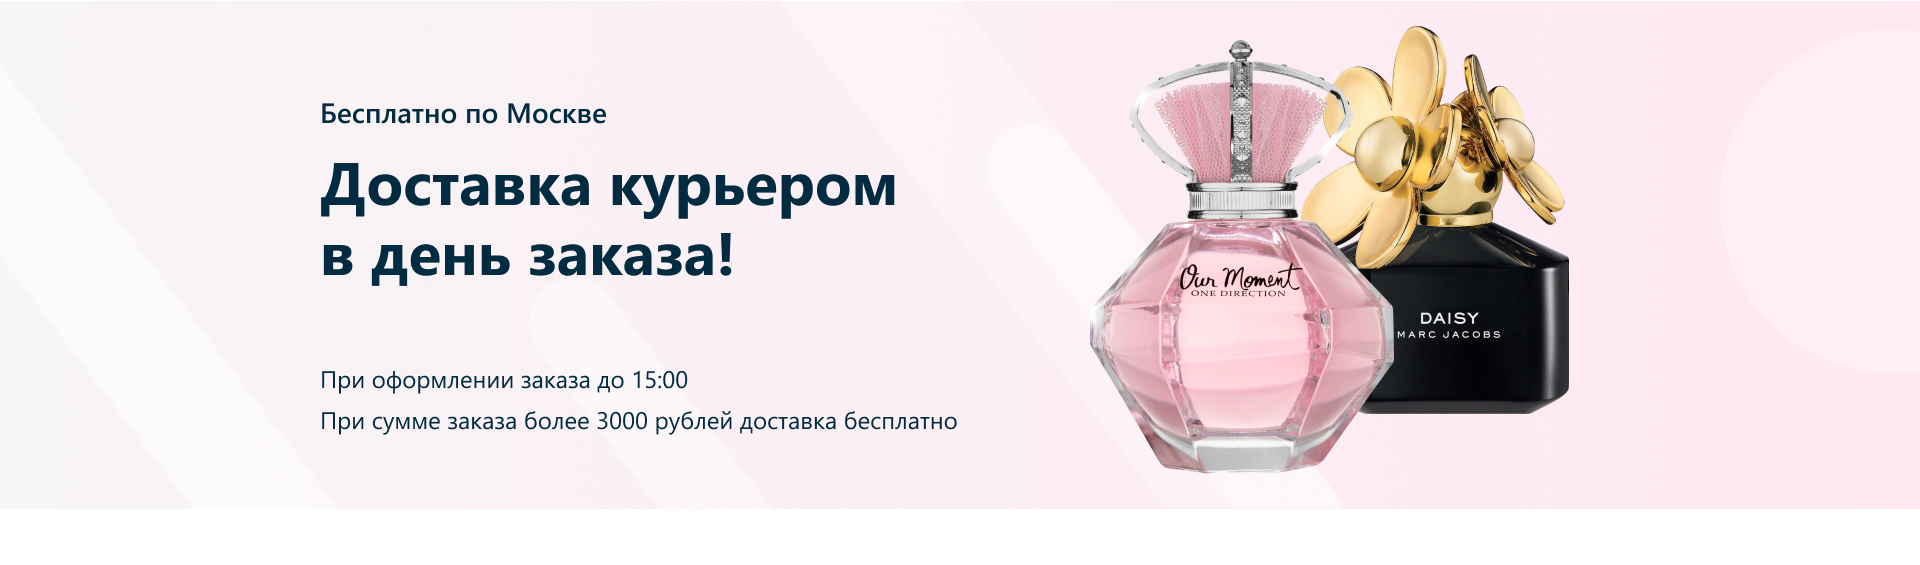 Бесплатно по Москве
Доставка курьером
в день заказа!
При оформлении заказа до 15:00
При сумме заказа более 3000 рублей доставка бесплатно
Our Moment
ONE DIRECTION
DAISY
MARC JACOBS